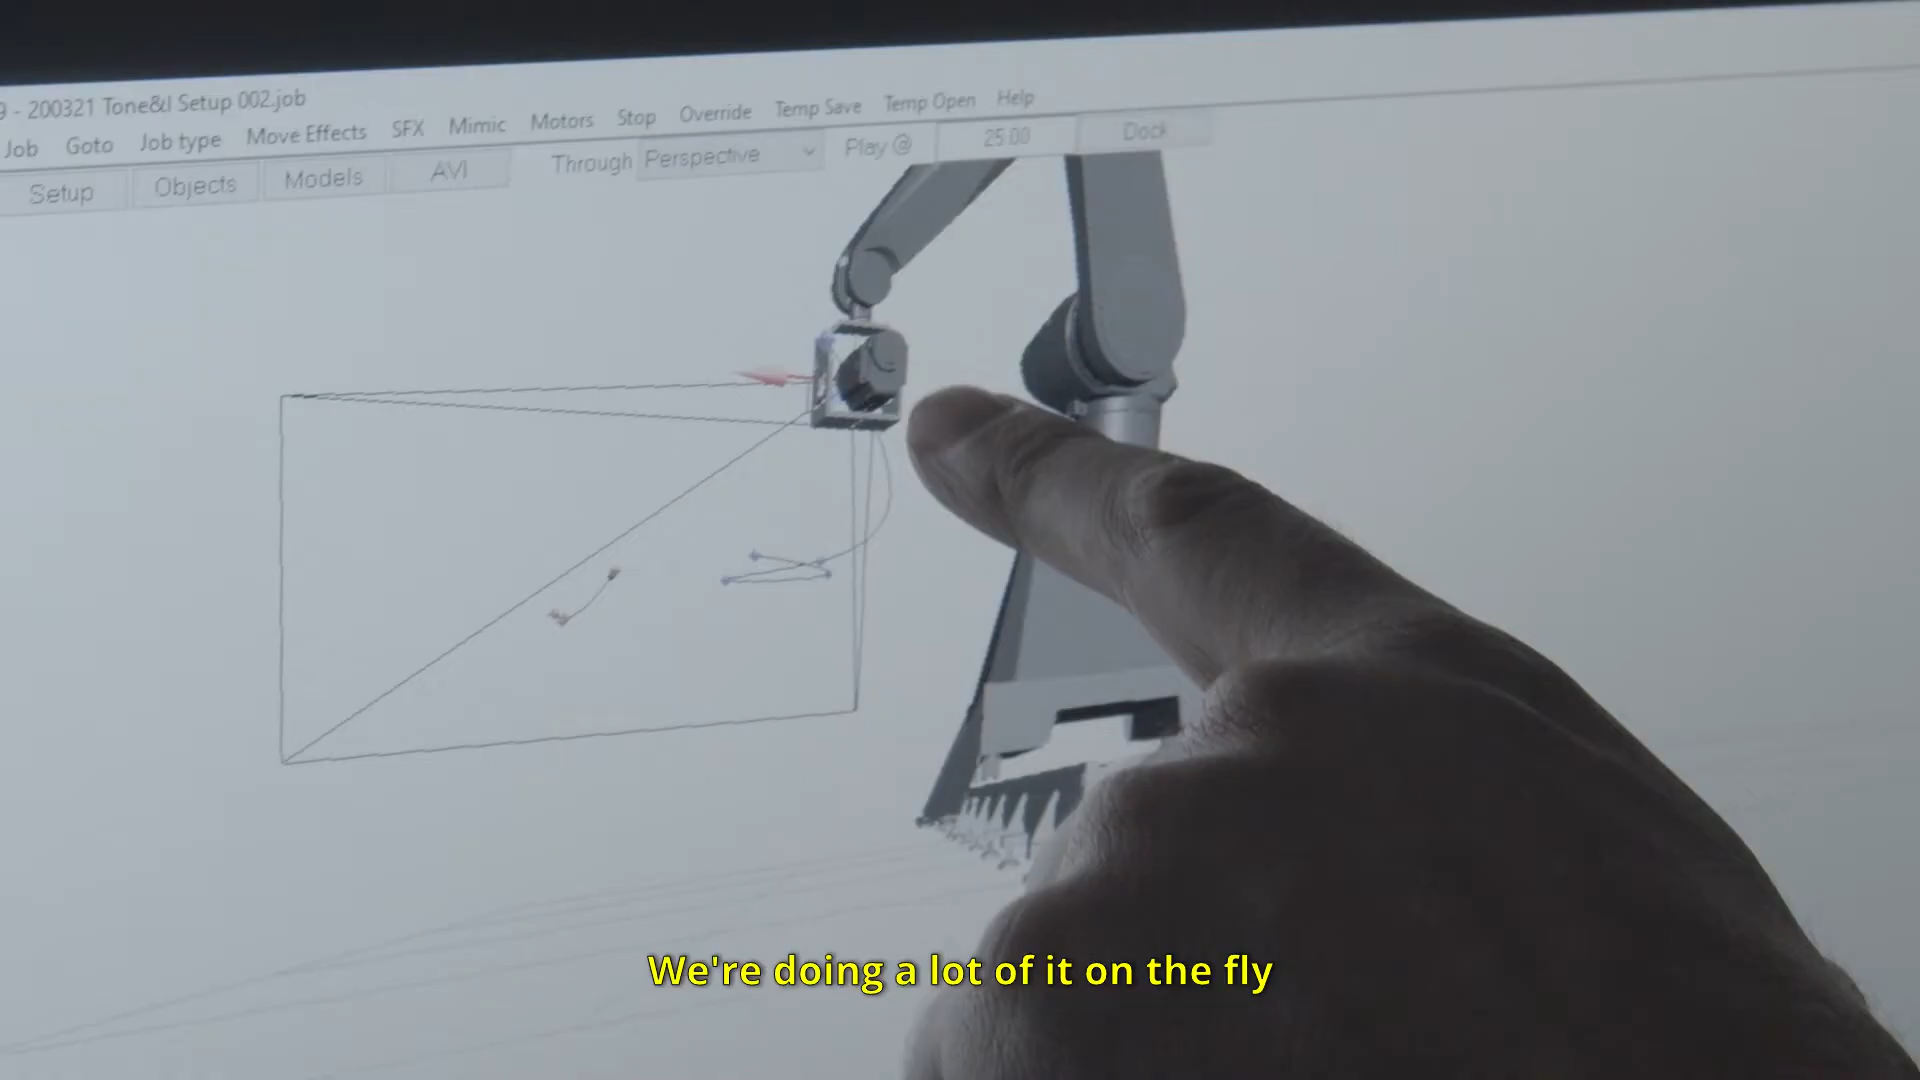 9 - 200321 Tone&I Setup 002.job
Job Goto Job type Move Effects SFX Mimic Motors Stop Override Temp Save Temp Open Help
Setup Objects Models AVI Through Perspective Play @ 25.00 Dock
We're doing a lot of it on the fly